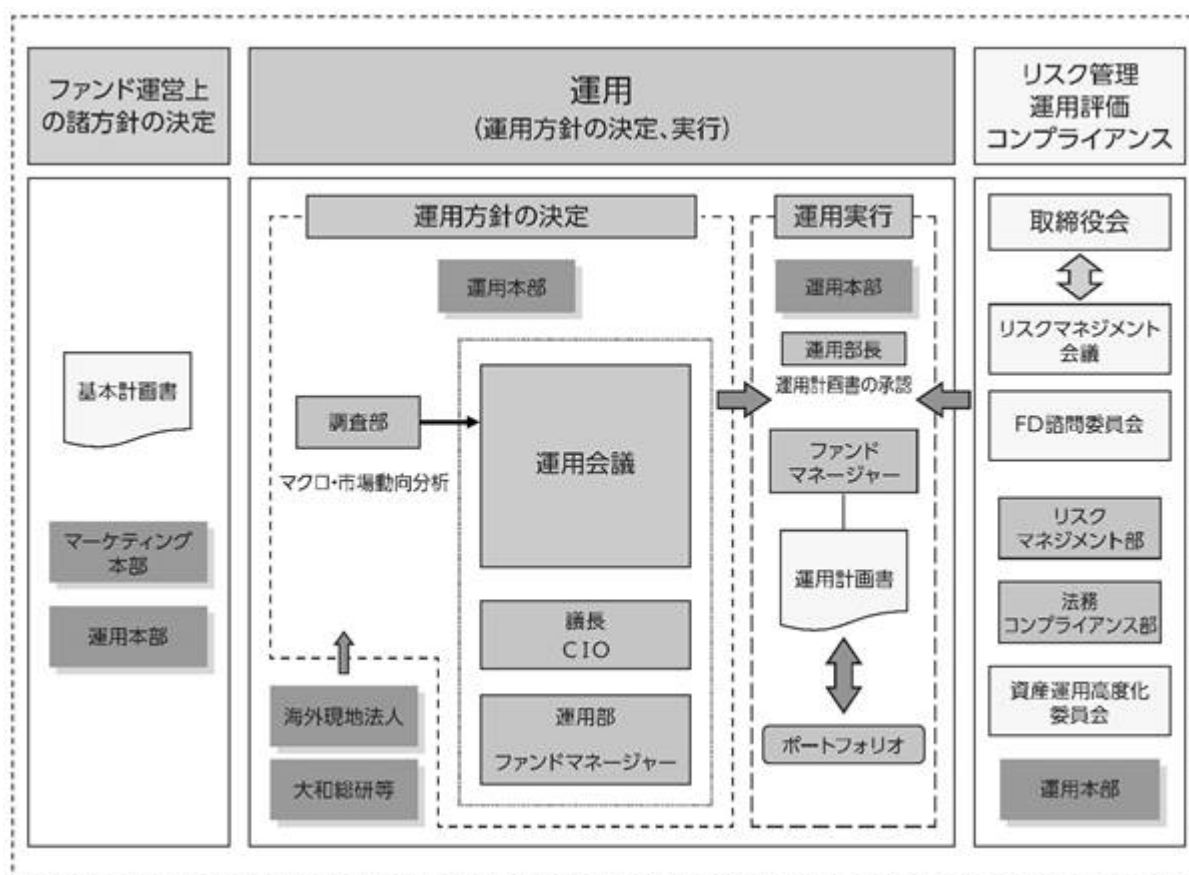 ファンド運営上
の諸方針の決定
基本計画書
マーケティング
本部
運用本部
運用
(運用方針の決定、実行)
運用方針の決定
運用本部
調査部
マクロ・市場動向分析
運用会議
議長
CIO
運用部
ファンドマネージャー
海外現地法人
大和総研等
運用実行
運用本部
運用部長
運用計画書の承認
ファンド
マネージャー
運用計画書
ポートフォリオ
リスク管理
運用評価
コンプライアンス
取締役会
リスクマネジメント
会議
FD諮問委員会
リスク
マネジメント部
法務
コンプライアンス部
資産運用高度化
委員会
運用本部